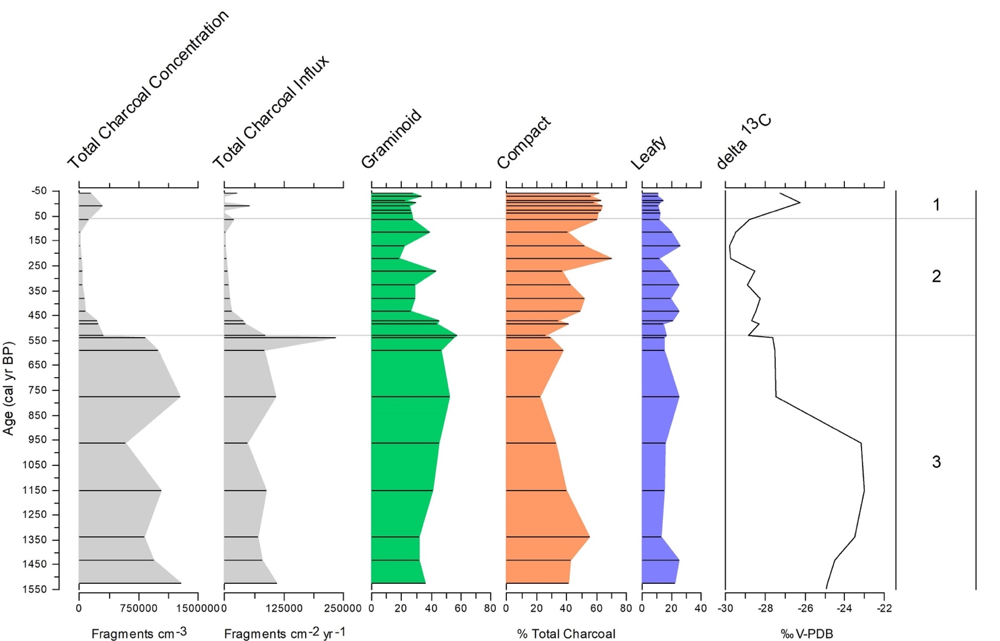 Total Charcoal Concentration
Total Charcoal Influx
Graminoid
Compact
Leafy
delta 13C
Age (cal yr BP)
-50
50
150
250
350
450
550
650
750
850
950
1050
1150
1250
1350
1450
1550
1
2
3
0 750000 1500000 0 125000 250000 0 20 40 60 80 0 20 40 60 80 0 20 40 -30 -28 -26 -24 -22
Fragments cm-3 Fragments cm-2 yr-1 % Total Charcoal ‰ V-PDB